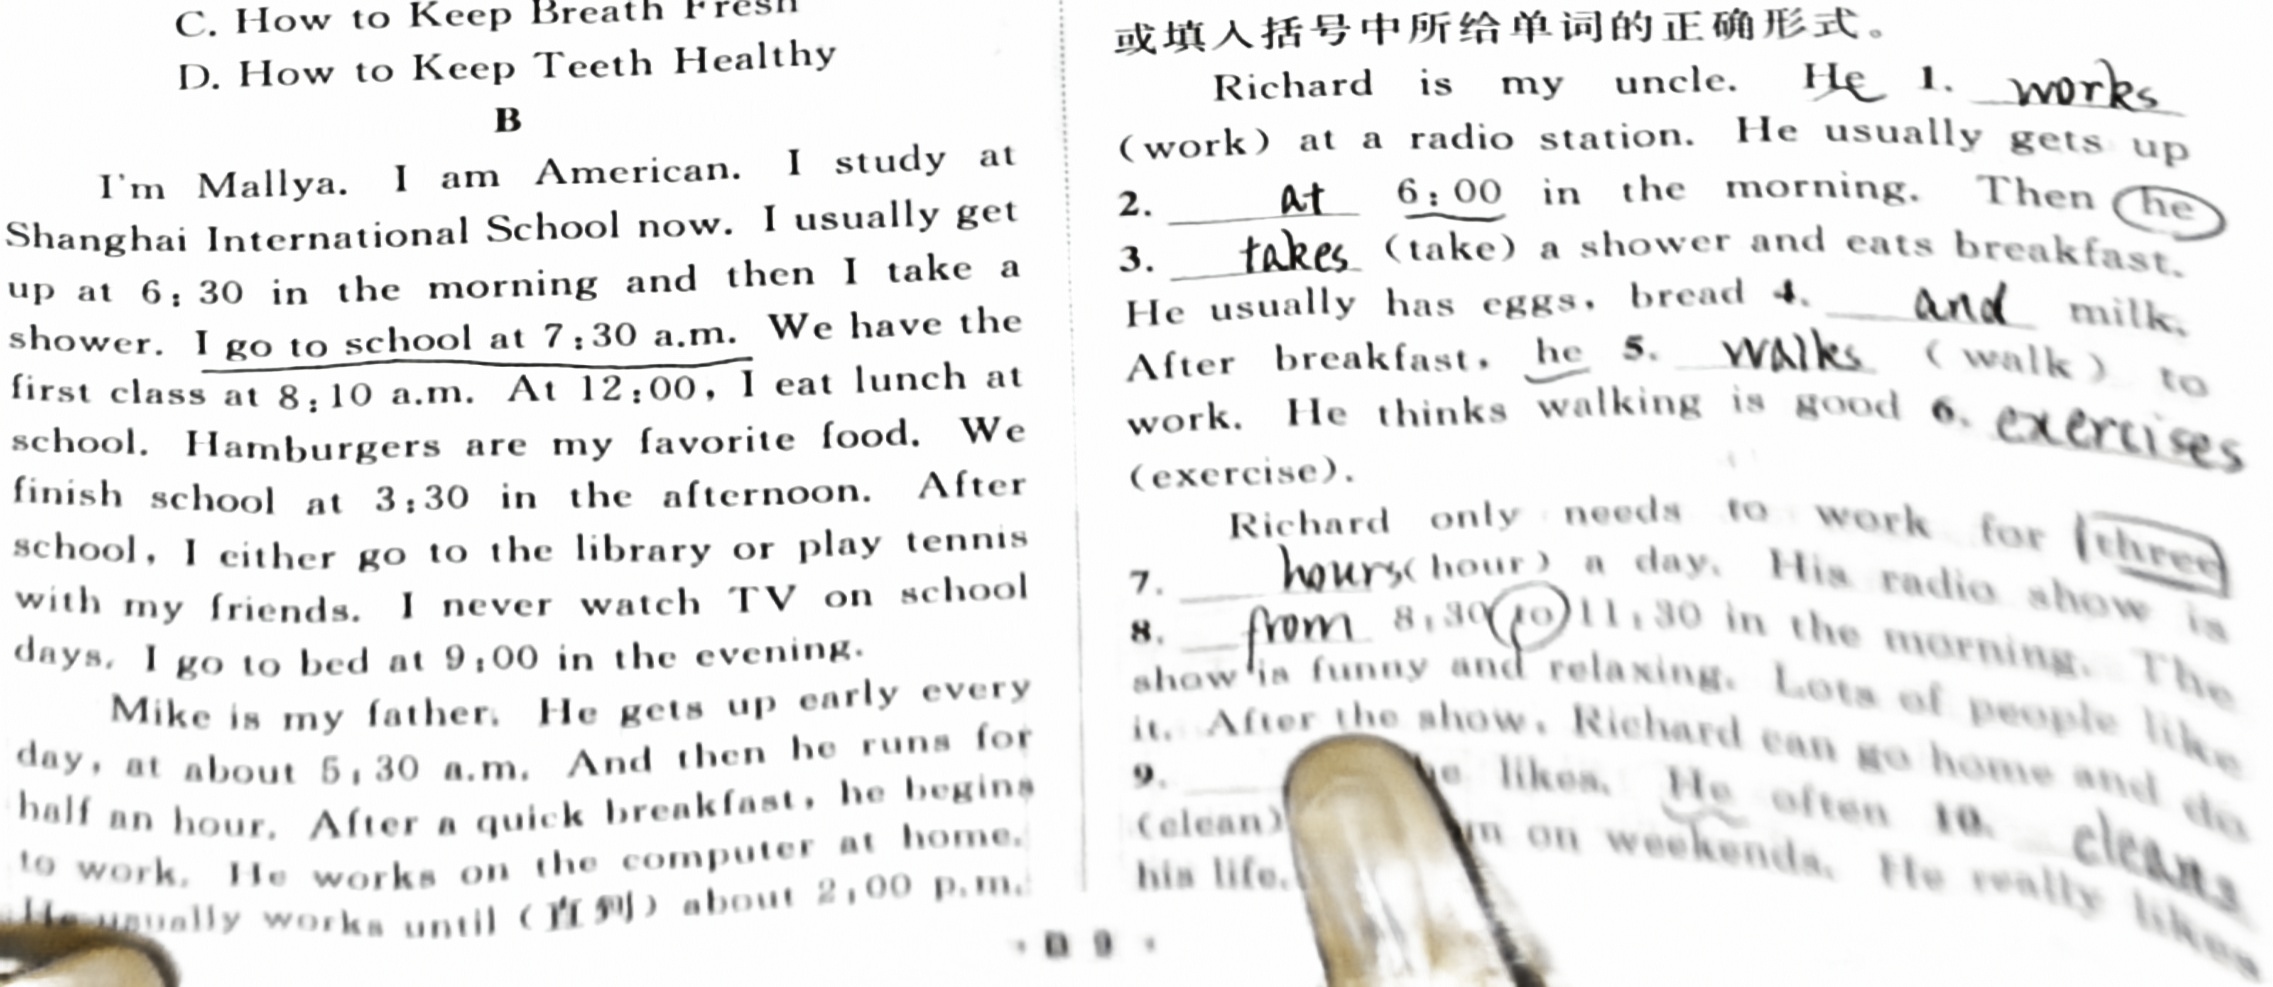 C. How to Keep Breath Fresh
D. How to Keep Teeth Healthy
B
I'm Mallya. I am American. I study at
Shanghai International School now. I usually get
up at 6:30 in the morning and then I take a
shower. I go to school at 7:30 a.m. We have the
first class at 8:10 a.m. At 12:00, I eat lunch at
school. Hamburgers are my favorite food. We
finish school at 3:30 in the afternoon. After
school, I either go to the library or play tennis
with my friends. I never watch TV on school
days. I go to bed at 9:00 in the evening.
Mike is my father. He gets up early every
day, at about 5:30 a.m. And then he runs for
half an hour. After a quick breakfast, he begins
to work. He works on the computer at home.
He usually works until (直到) about 2:00 p.m.
或填入括号中所给单词的正确形式。
Richard is my uncle. He 1. works
(work) at a radio station. He usually gets up
2. at 6:00 in the morning. Then he
3. takes (take) a shower and eats breakfast.
He usually has eggs, bread 4. and milk.
After breakfast, he 5. walks (walk) to
work. He thinks walking is good 6. exercises
(exercise).
Richard only needs to work for three
7. hours (hour) a day. His radio show is
8. from 8:30 to 11:30 in the morning. The
show is funny and relaxing. Lots of people like
it. After the show, Richard can go home and do
9. he likes. He often 10. cleans
(clean) on weekends. He really likes
his life.
9